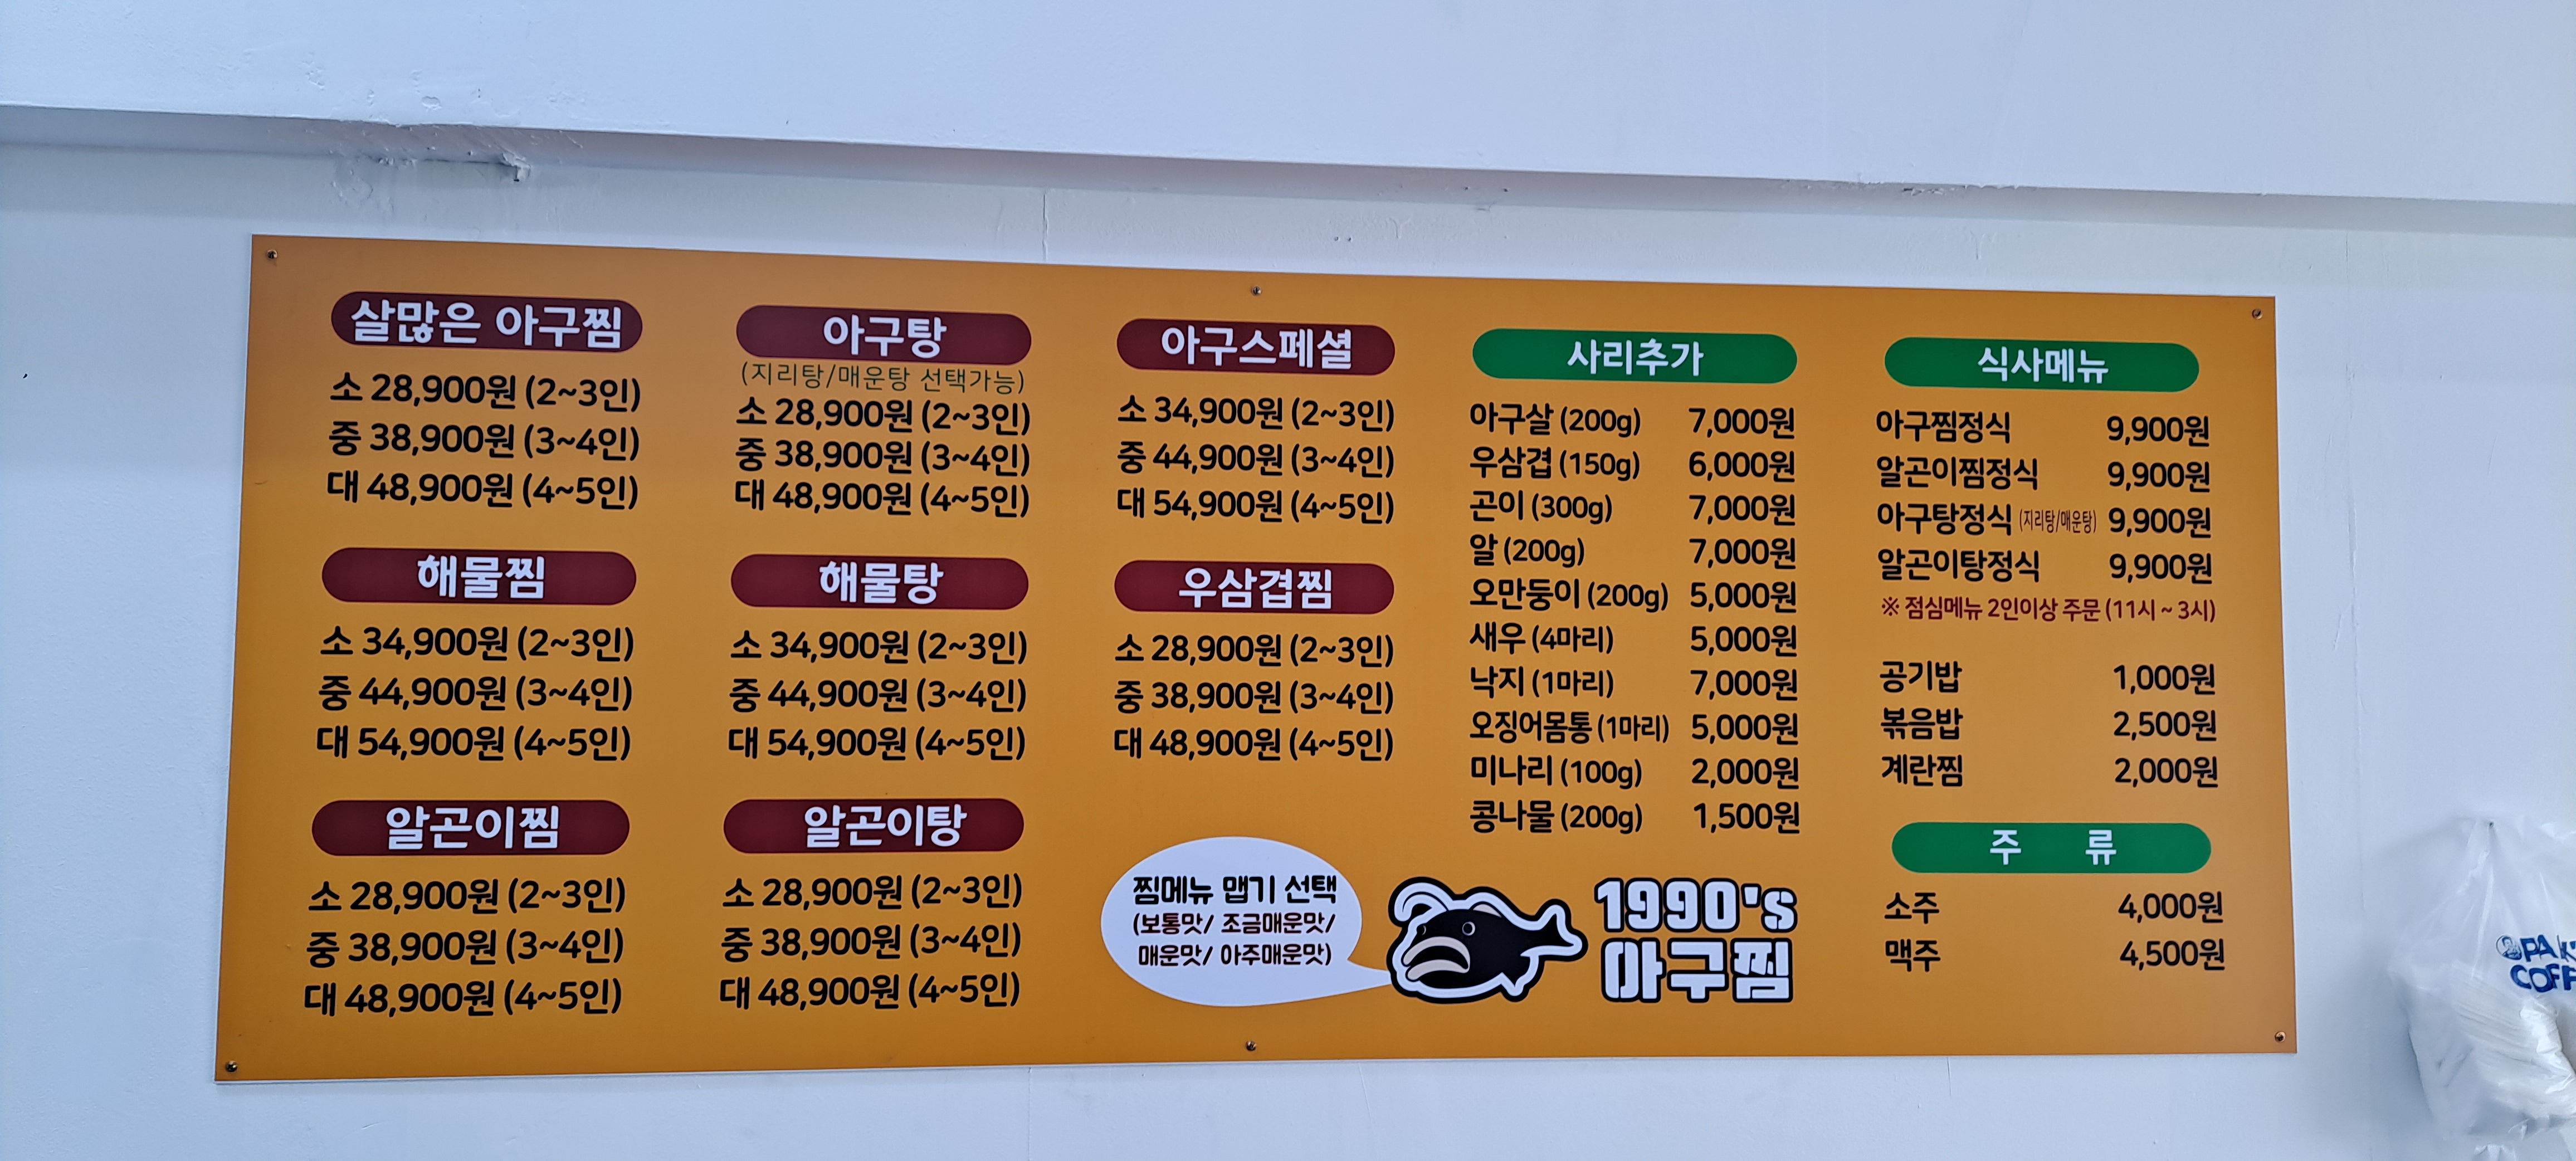 살많은 아구찜
소 28,900원 (2~3인)
중 38,900원 (3~4인)
대 48,900원 (4~5인)
해물찜
소 34,900원 (2~3인)
중 44,900원 (3~4인)
대 54,900원 (4~5인)
알곤이찜
소 28,900원 (2~3인)
중 38,900원 (3~4인)
대 48,900원 (4~5인)
아구탕
(지리탕/매운탕 선택가능)
소 28,900원 (2~3인)
중 38,900원 (3~4인)
대 48,900원 (4~5인)
해물탕
소 34,900원 (2~3인)
중 44,900원 (3~4인)
대 54,900원 (4~5인)
알곤이탕
소 28,900원 (2~3인)
중 38,900원 (3~4인)
대 48,900원 (4~5인)
아구스페셜
소 34,900원 (2~3인)
중 44,900원 (3~4인)
대 54,900원 (4~5인)
우삼겹찜
소 28,900원 (2~3인)
중 38,900원 (3~4인)
대 48,900원 (4~5인)
찜메뉴 맵기 선택
(보통맛/ 조금매운맛/
매운맛/ 아주매운맛)
사리추가
아구살 (200g) 7,000원
우삼겹 (150g) 6,000원
곤이 (300g) 7,000원
알 (200g) 7,000원
오만둥이 (200g) 5,000원
새우 (4마리) 5,000원
낙지 (1마리) 7,000원
오징어몸통 (1마리) 5,000원
미나리 (100g) 2,000원
콩나물 (200g) 1,500원
1990's
아구찜
식사메뉴
아구찜정식 9,900원
알곤이찜정식 9,900원
아구탕정식 (지리탕/매운탕) 9,900원
알곤이탕정식 9,900원
※ 점심메뉴 2인이상 주문 (11시 ~ 3시)
공기밥 1,000원
볶음밥 2,500원
계란찜 2,000원
주 류
소주 4,000원
맥주 4,500원